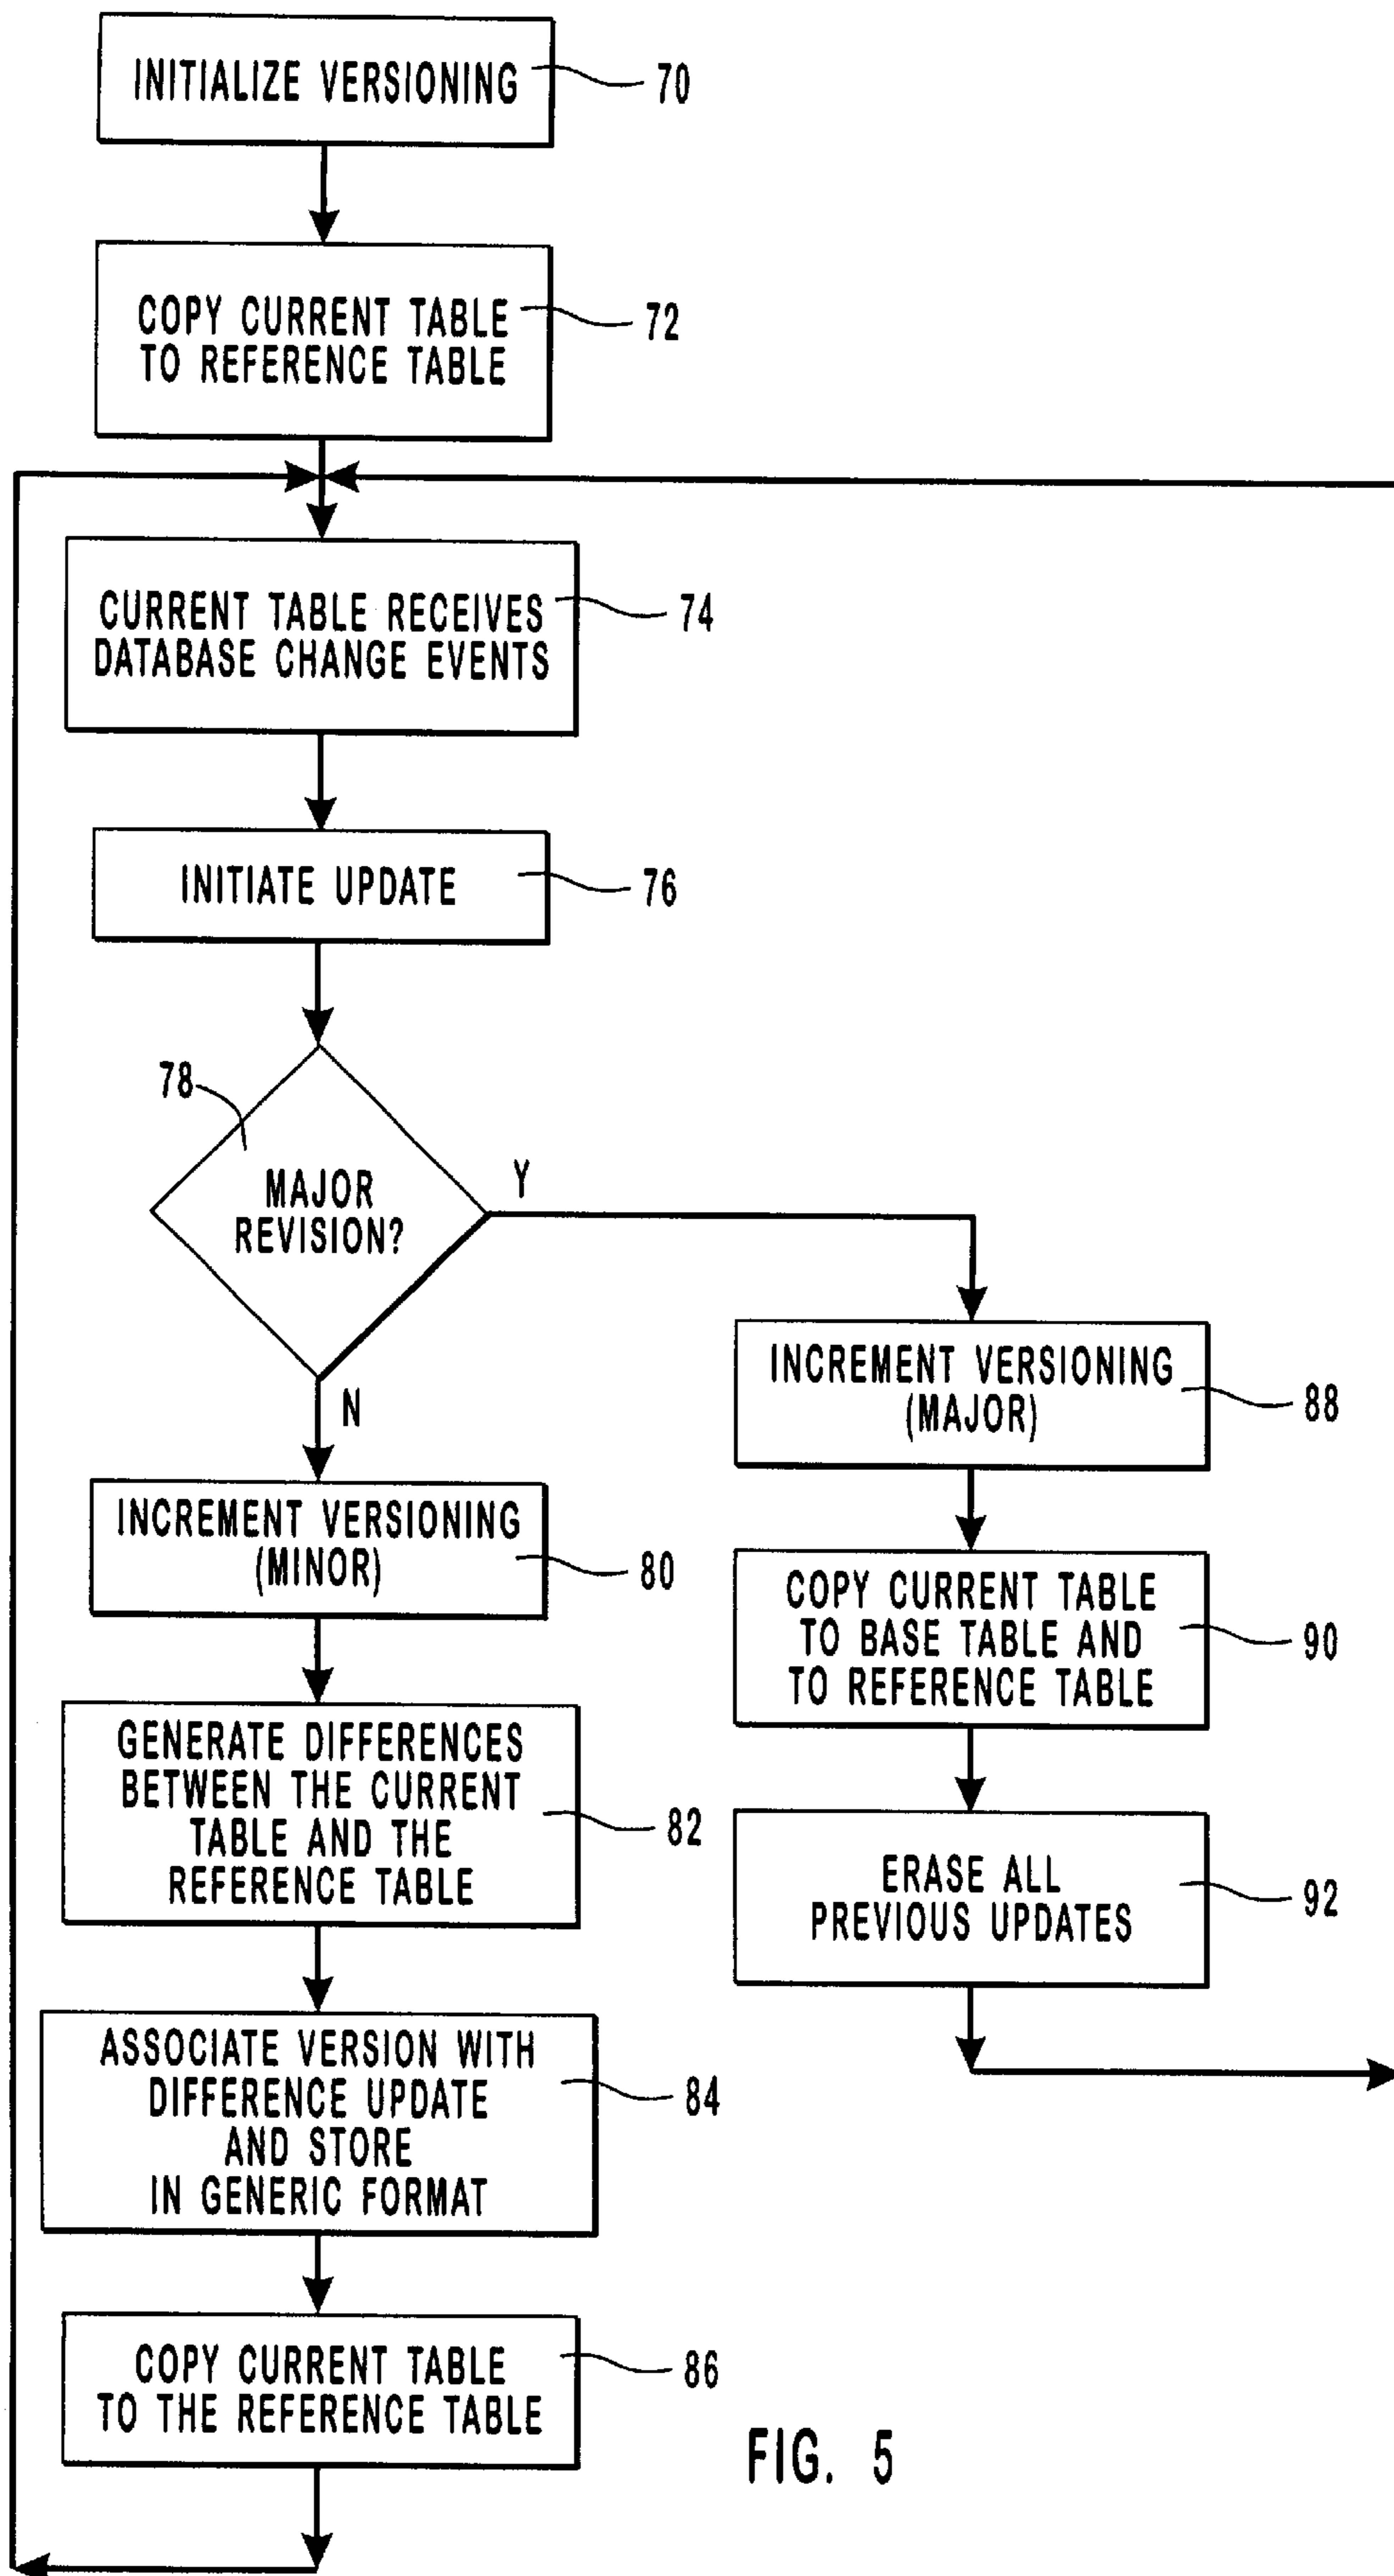 INITIALIZE VERSIONING
70
COPY CURRENT TABLE
TO REFERENCE TABLE
72
CURRENT TABLE RECEIVES
DATABASE CHANGE EVENTS
74
INITIATE UPDATE
76
78
MAJOR
REVISION?
Y
N
INCREMENT VERSIONING
(MINOR)
80
GENERATE DIFFERENCES
BETWEEN THE CURRENT
TABLE AND THE
REFERENCE TABLE
82
ASSOCIATE VERSION WITH
DIFFERENCE UPDATE
AND STORE
IN GENERIC FORMAT
84
COPY CURRENT TABLE
TO THE REFERENCE TABLE
86
INCREMENT VERSIONING
(MAJOR)
88
COPY CURRENT TABLE
TO BASE TABLE AND
TO REFERENCE TABLE
90
ERASE ALL
PREVIOUS UPDATES
92
FIG. 5